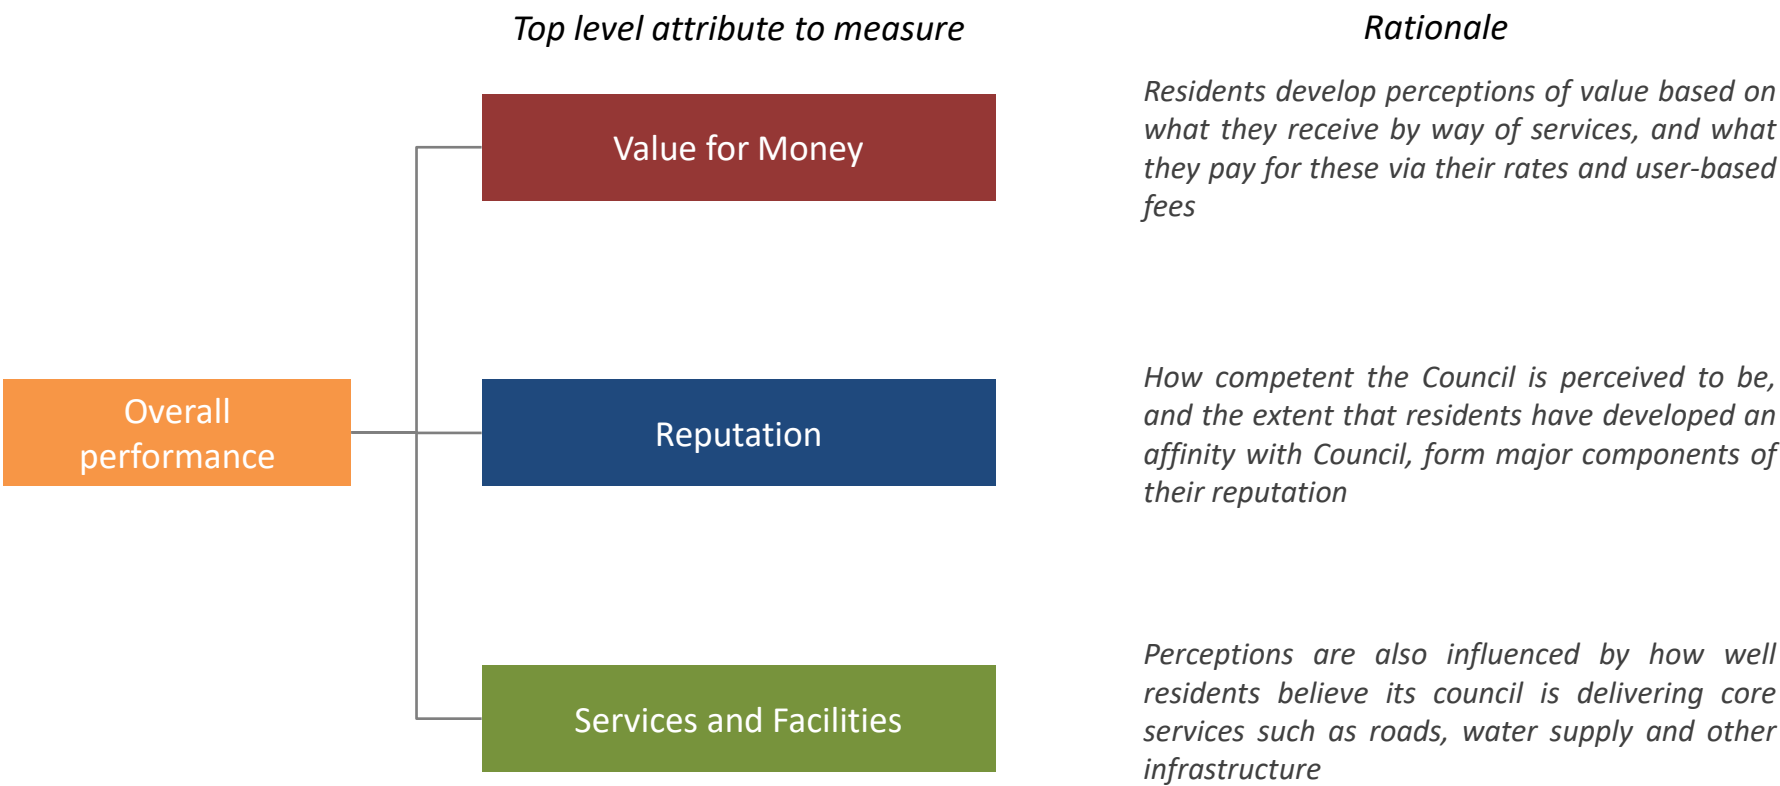 Top level attribute to measure
Rationale
Value for Money
Residents develop perceptions of value based on
what they receive by way of services, and what
they pay for these via their rates and user-based
fees
Overall
performance
Reputation
How competent the Council is perceived to be,
and the extent that residents have developed an
affinity with Council, form major components of
their reputation
Services and Facilities
Perceptions are also influenced by how well
residents believe its council is delivering core
services such as roads, water supply and other
infrastructure